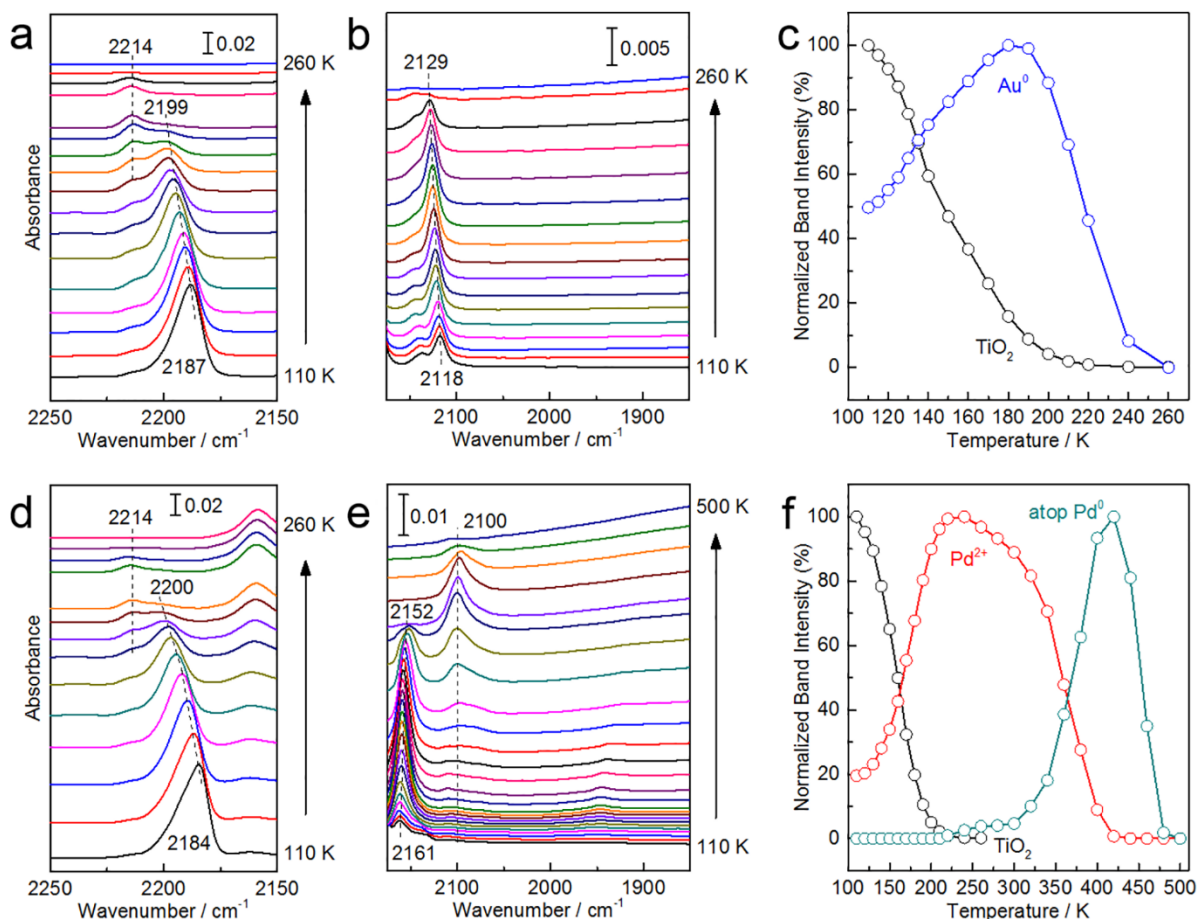 a
2214
0.02
260 K
2199
2187
110 K
Absorbance
2250
2200
2150
Wavenumber / cm⁻¹
b
0.005
2129
260 K
2118
110 K
2100
2000
1900
Wavenumber / cm⁻¹
c
100
80
60
40
20
0
Normalized Band Intensity (%)
Au⁰
TiO₂
100 120 140 160 180 200 220 240 260
Temperature / K
d
2214
0.02
260 K
2200
2184
110 K
Absorbance
2250
2200
2150
Wavenumber / cm⁻¹
e
0.01
2100
500 K
2152
2161
110 K
2100
2000
1900
Wavenumber / cm⁻¹
f
100
80
60
40
20
0
Normalized Band Intensity (%)
atop Pd⁰
Pd²⁺
TiO₂
100 150 200 250 300 350 400 450 500
Temperature / K